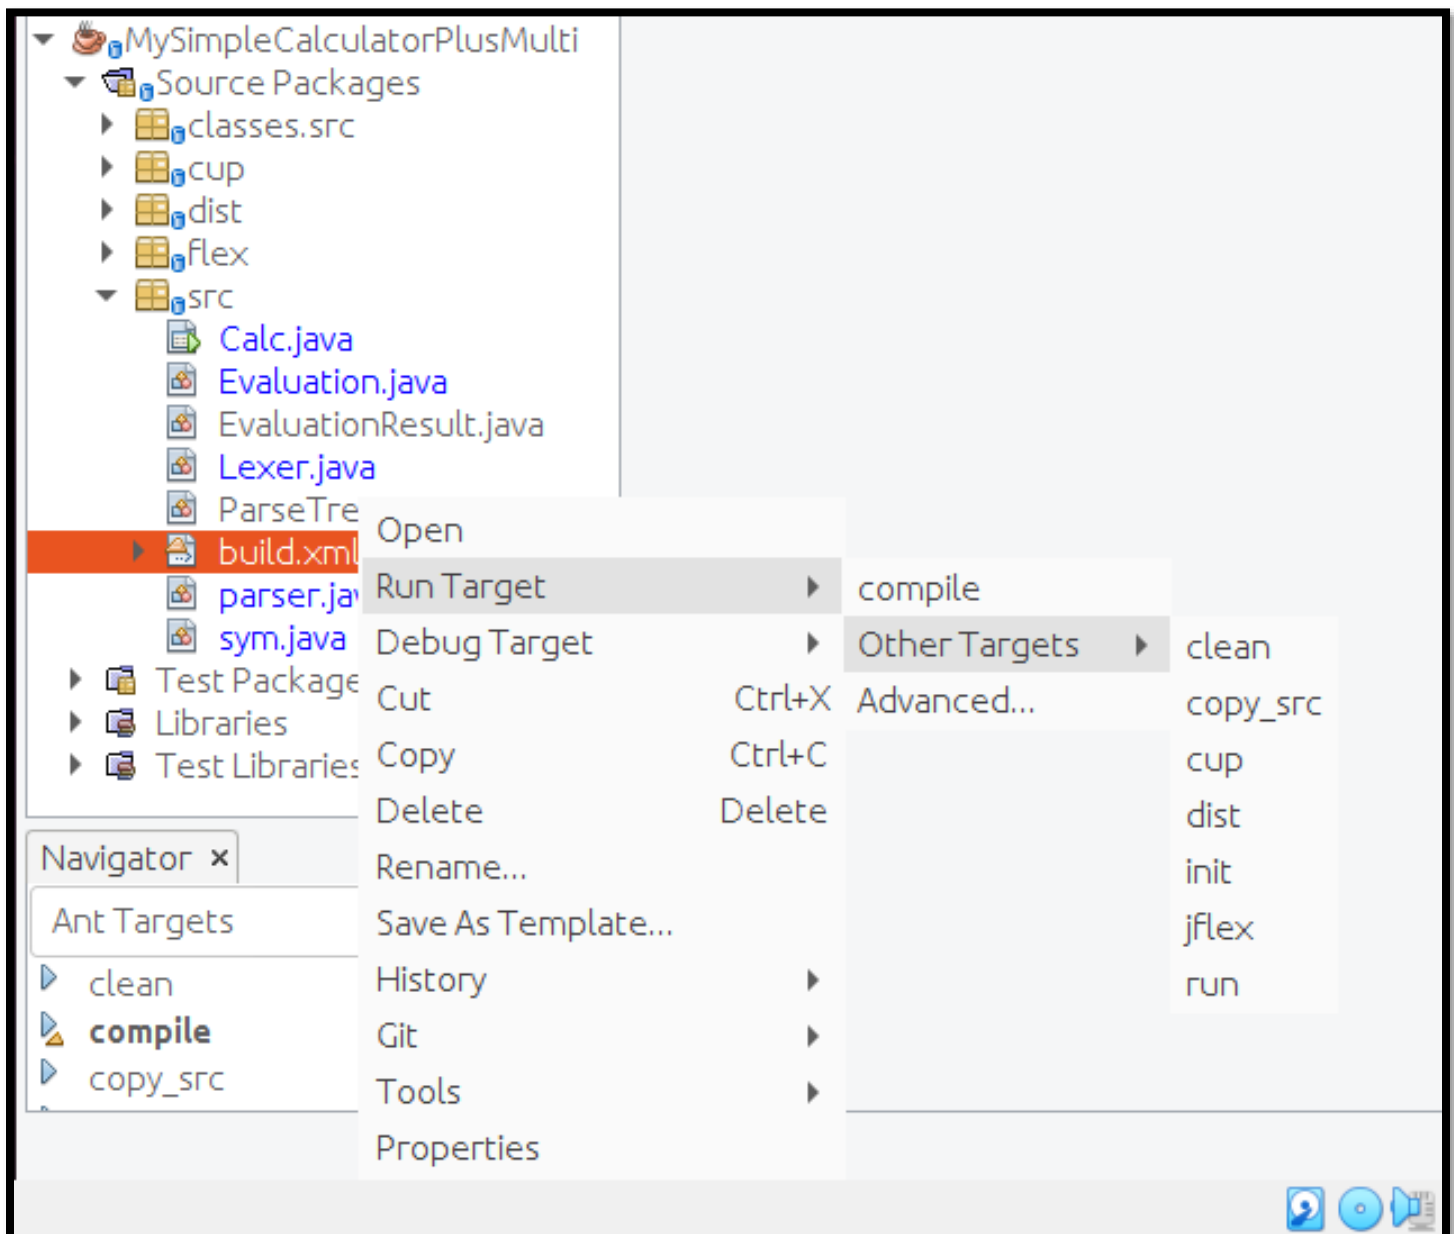 MySimpleCalculatorPlusMulti
Source Packages
classes.src
cup
dist
flex
src
Calc.java
Evaluation.java
EvaluationResult.java
Lexer.java
ParseTre
build.xml
parser.ja
sym.java
Test Package
Libraries
Test Libraries
Navigator ×
Ant Targets
clean
compile
copy_src
Open
Run Target
Debug Target
Cut Ctrl+X
Copy Ctrl+C
Delete Delete
Rename...
Save As Template...
History
Git
Tools
Properties
compile
Other Targets
Advanced...
clean
copy_src
cup
dist
init
jflex
run